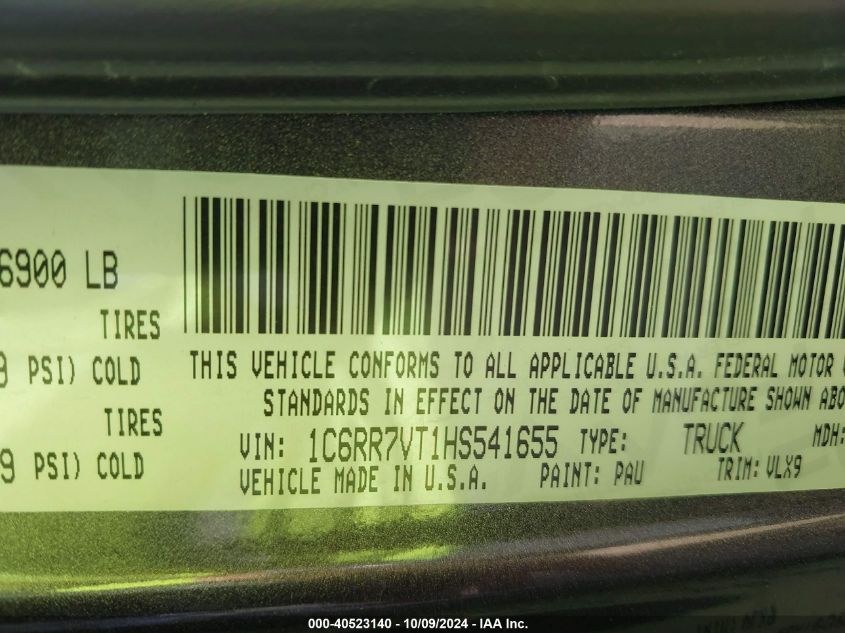 6900 LB
TIRES
PSI) COLD
TIRES
9 PSI) COLD
THIS VEHICLE CONFORMS TO ALL APPLICABLE U.S.A. FEDERAL MOTOR
STANDARDS IN EFFECT ON THE DATE OF MANUFACTURE SHOWN ABO
VIN: 1C6RR7VT1HS541655 TYPE: TRUCK MDH:
VEHICLE MADE IN U.S.A. PAINT: PAU TRIM: VLX9
000-40523140 - 10/09/2024 - IAA Inc.